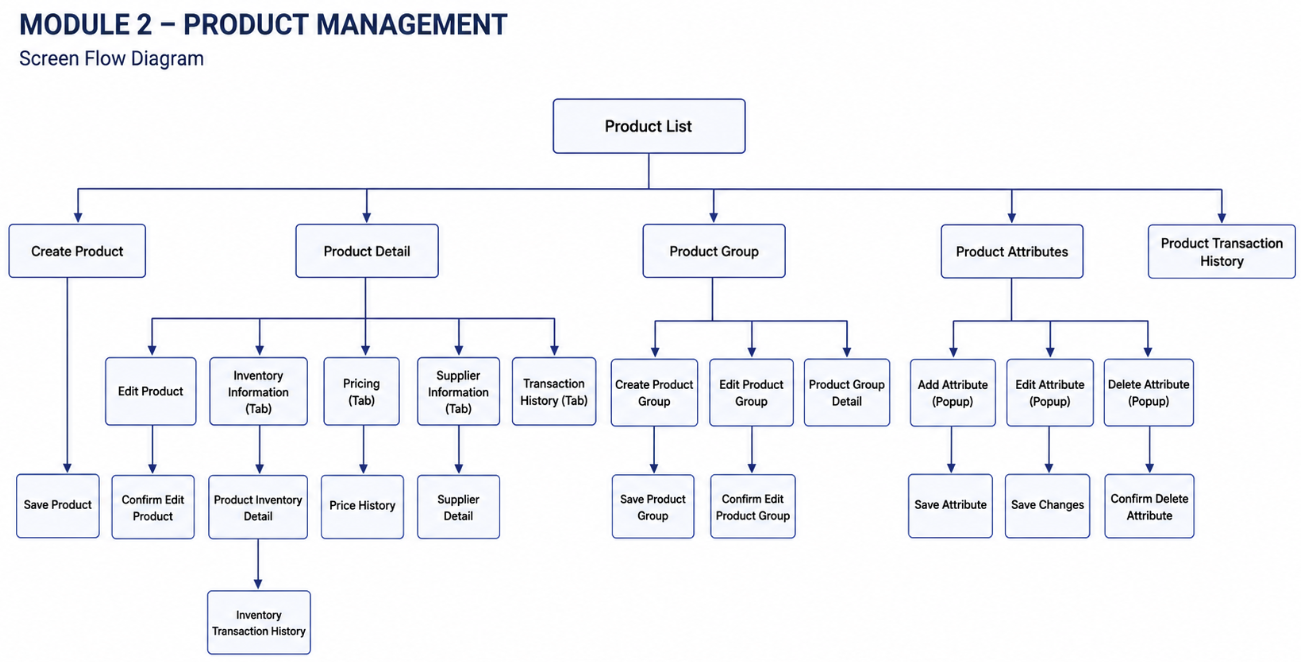 MODULE 2 – PRODUCT MANAGEMENT
Screen Flow Diagram
Product List
Create Product
Product Detail
Product Group
Product Attributes
Product Transaction
History
Edit Product
Inventory
Information
(Tab)
Pricing
(Tab)
Supplier
Information
(Tab)
Transaction
History (Tab)
Create Product
Group
Edit Product
Group
Product Group
Detail
Add Attribute
(Popup)
Edit Attribute
(Popup)
Delete Attribute
(Popup)
Save Product
Confirm Edit
Product
Product Inventory
Detail
Price History
Supplier
Detail
Save Product
Group
Confirm Edit
Product Group
Save Attribute
Save Changes
Confirm Delete
Attribute
Inventory
Transaction History